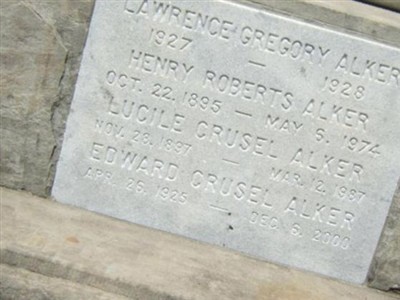 LAWRENCE GREGORY ALKER
1927 — 1928
HENRY ROBERTS ALKER
OCT. 22. 1895 — MAY 6. 1974
LUCILE CRUSEL ALKER
NOV. 28. 1897 — MAR. 12. 1987
EDWARD CRUSEL ALKER
APR. 26. 1925 — DEC. 6. 2000